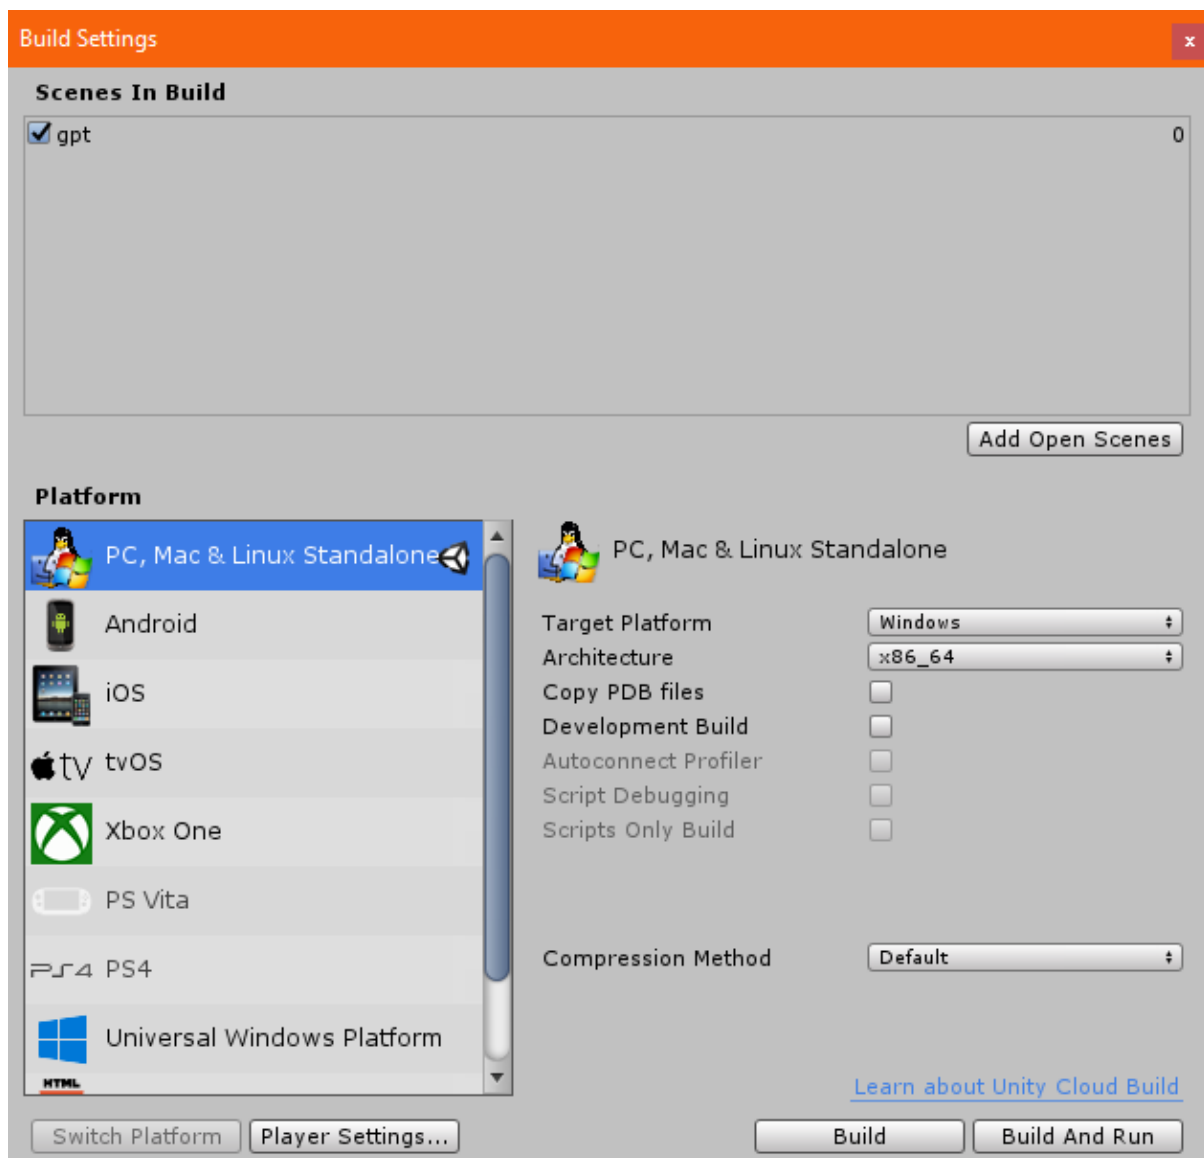 Build Settings
x
Scenes In Build
gpt 0
Add Open Scenes
Platform
PC, Mac & Linux Standalone
Android
iOS
tv tvOS
Xbox One
PS Vita
PS4 PS4
Universal Windows Platform
HTML
Switch Platform
Player Settings...
PC, Mac & Linux Standalone
Target Platform Windows
Architecture x86_64
Copy PDB files
Development Build
Autoconnect Profiler
Script Debugging
Scripts Only Build
Compression Method Default
Learn about Unity Cloud Build
Build
Build And Run